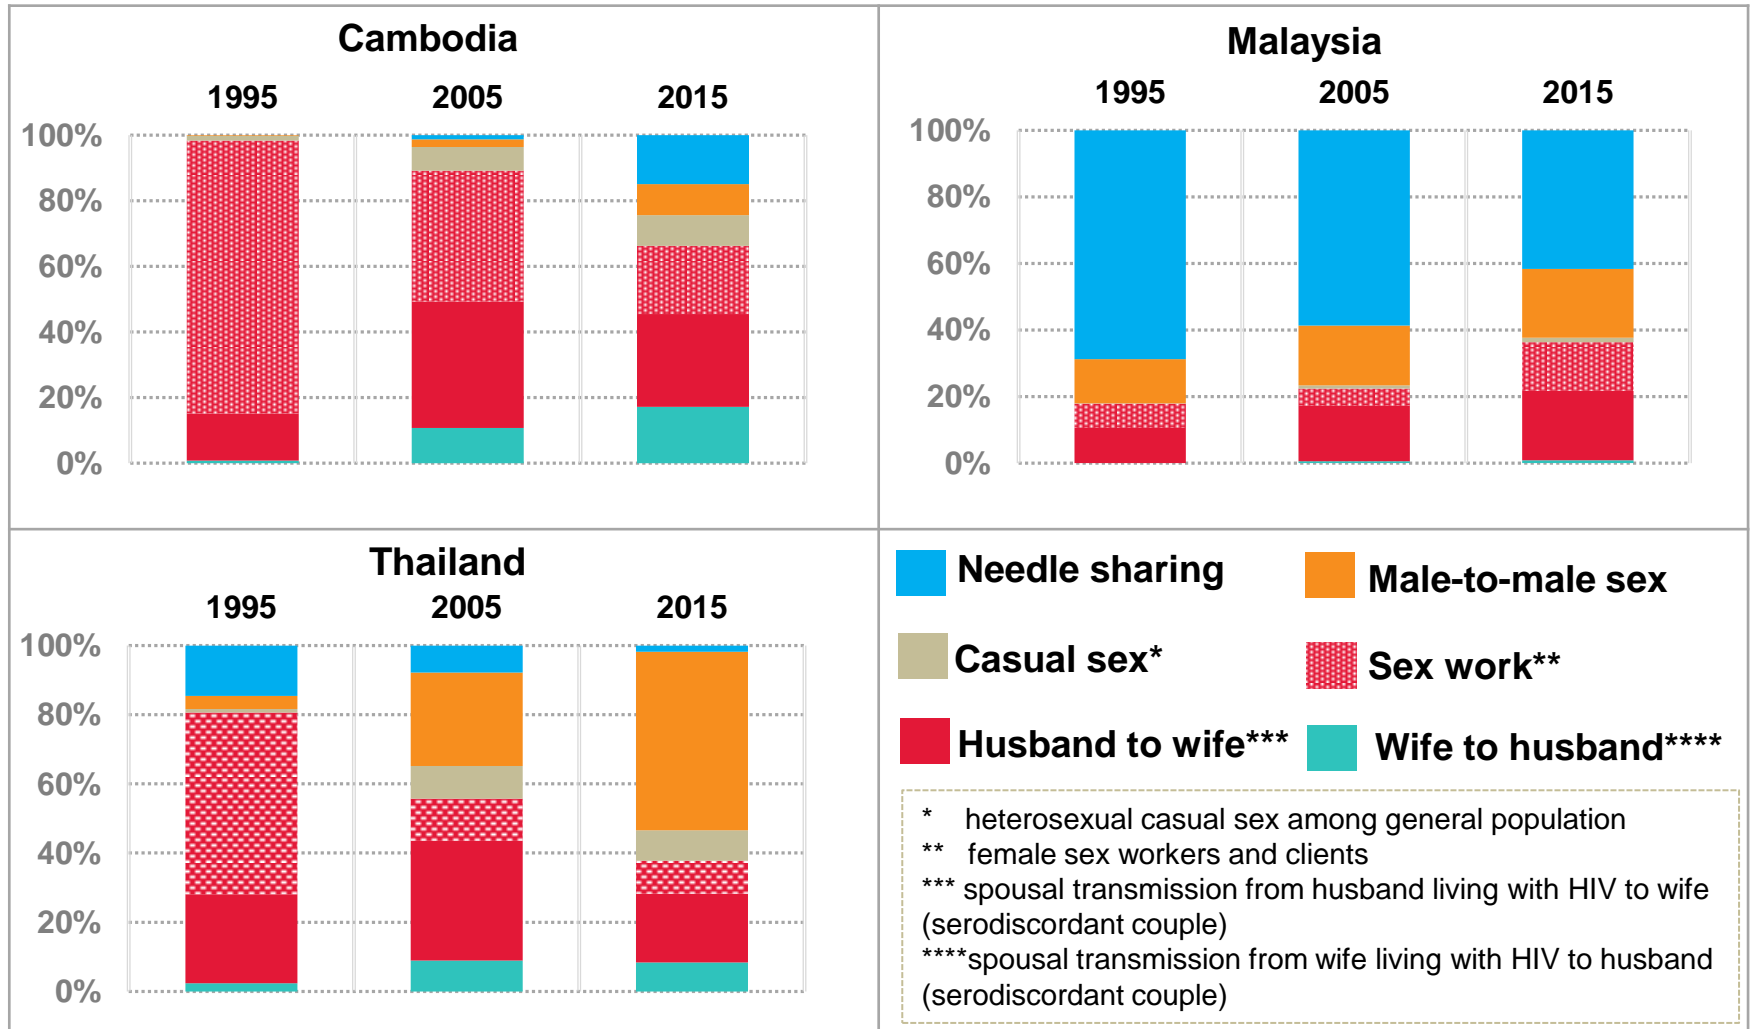 Cambodia
1995 2005 2015
100%
80%
60%
40%
20%
0%
Malaysia
1995 2005 2015
100%
80%
60%
40%
20%
0%
Thailand
1995 2005 2015
100%
80%
60%
40%
20%
0%
Needle sharing
Male-to-male sex
Casual sex*
Sex work**
Husband to wife***
Wife to husband****
* heterosexual casual sex among general population
** female sex workers and clients
*** spousal transmission from husband living with HIV to wife
(serodiscordant couple)
****spousal transmission from wife living with HIV to husband
(serodiscordant couple)